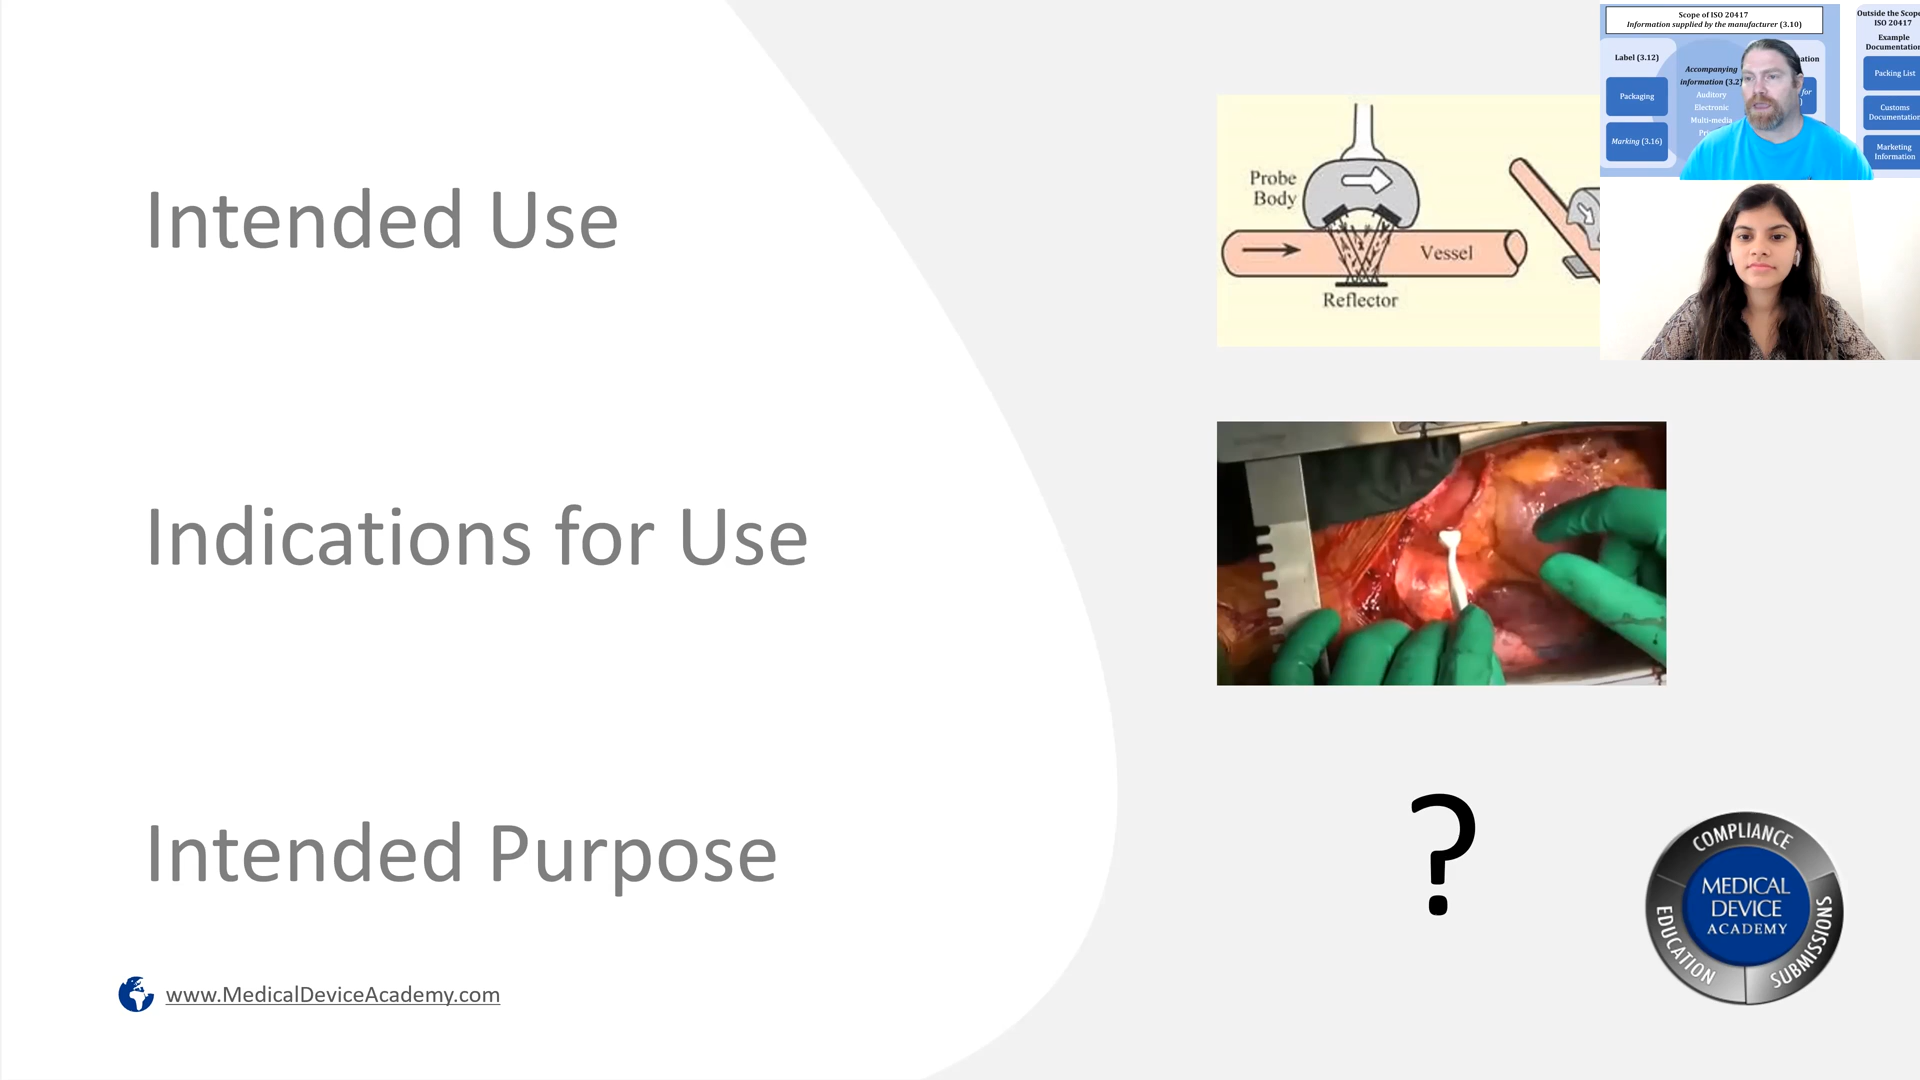 Intended Use
Indications for Use
Intended Purpose
www.MedicalDeviceAcademy.com
Probe
Body
Vessel
Reflector
?
COMPLIANCE
EDUCATION
SUBMISSIONS
MEDICAL
DEVICE
ACADEMY
Scope of ISO 20417
Information supplied by the manufacturer (3.10)
Label (3.12)
Packaging
Marking (3.16)
Accompanying
information (3.2
Auditory
Electronic
Multi-media
for
Outside the Scope
ISO 20417
Example
Documentation
Packing List
Customs
Documentation
Marketing
Information